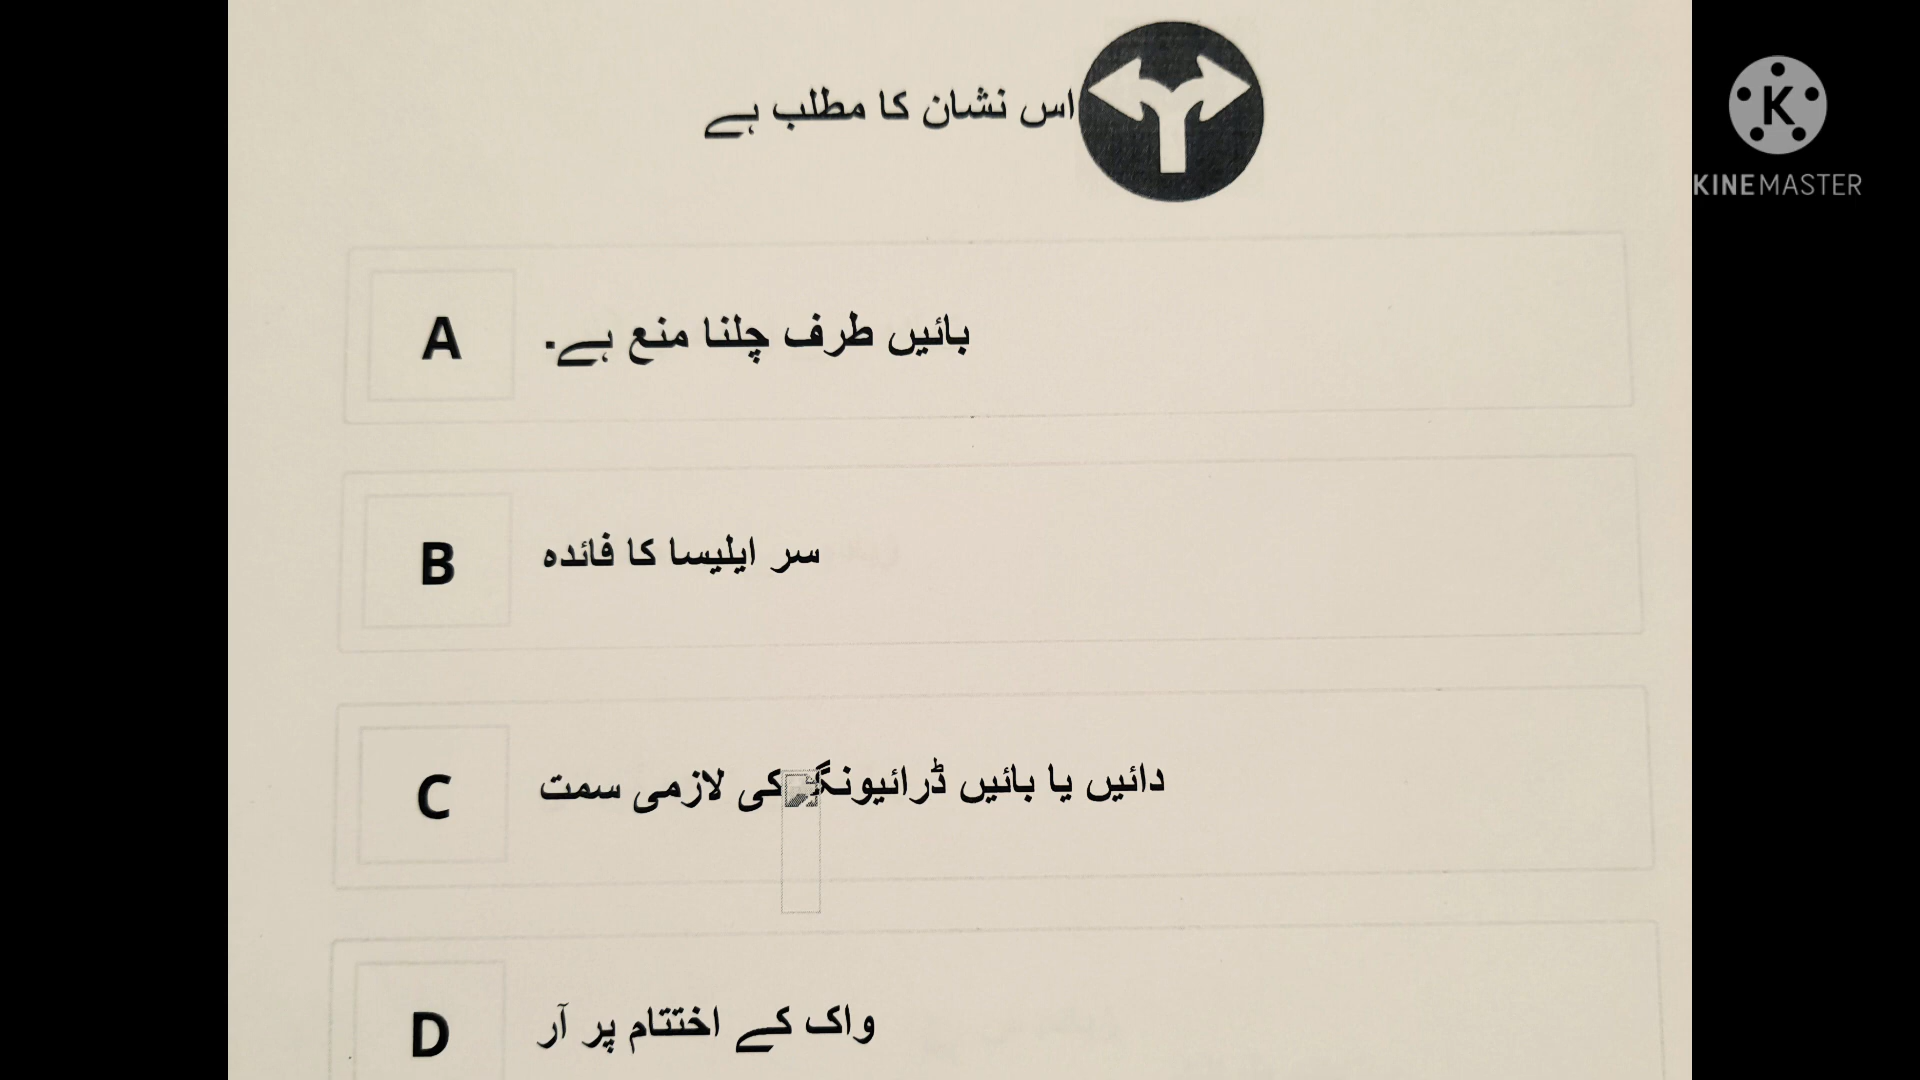 اس نشان کا مطلب ہے
K
KINEMASTER
A
بائیں طرف چلنا منع ہے۔
B
سر ایلیسا کا فائدہ
C
دائیں یا بائیں ڈرائیونگ کی لازمی سمت
D
واک کے اختتام پر آر